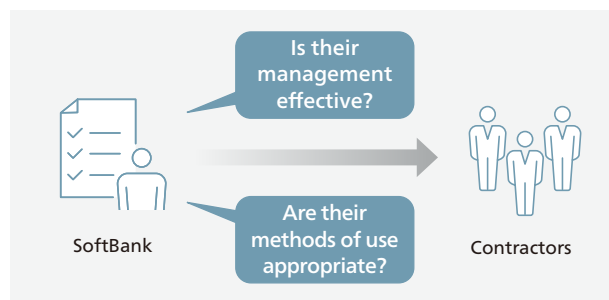 Is their
management
effective?
SoftBank
Contractors
Are their
methods of use
appropriate?